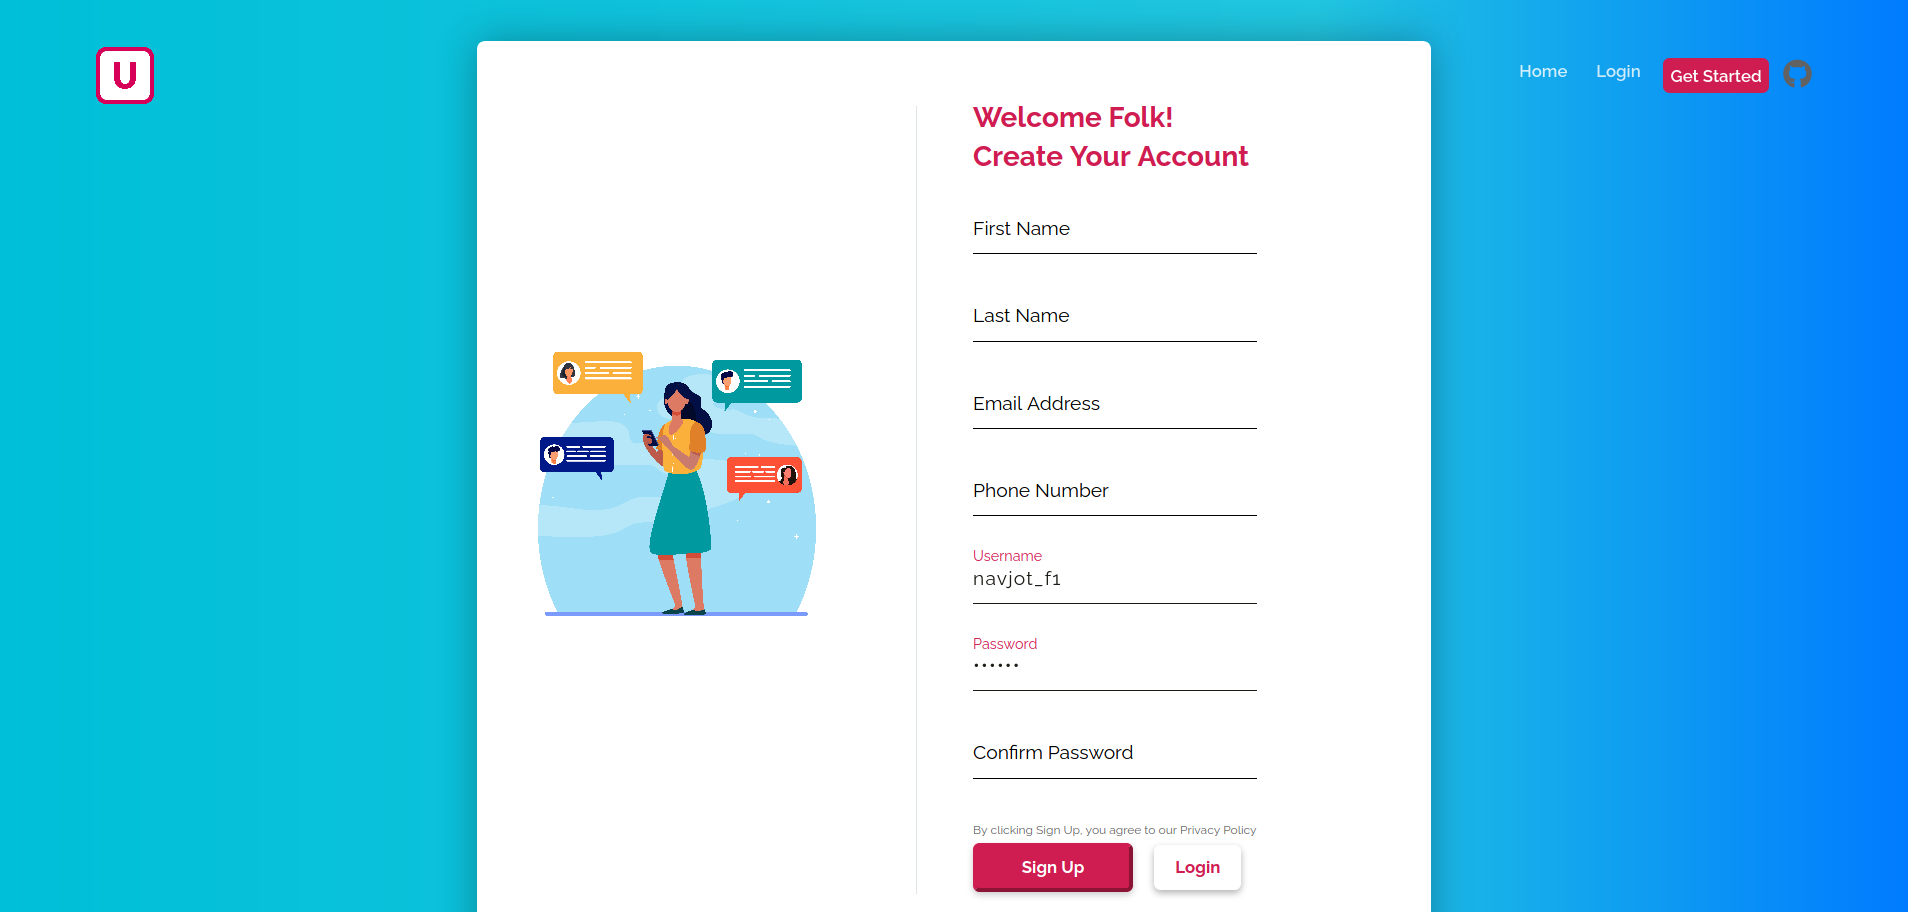 U
Home
Login
Get Started
Welcome Folk!
Create Your Account
First Name
Last Name
Email Address
Phone Number
Username
navjot_f1
Password
••••••
Confirm Password
By clicking Sign Up, you agree to our Privacy Policy
Sign Up
Login